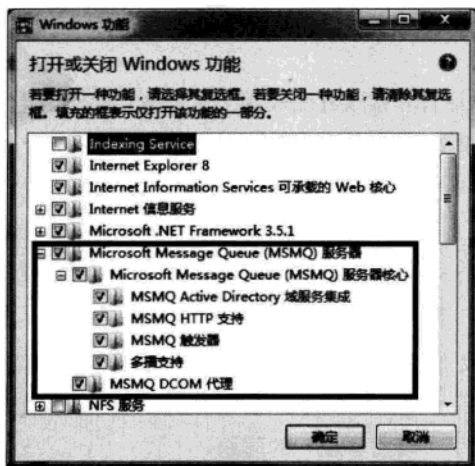 Windows 功能
打开或关闭 Windows 功能
若要打开一种功能，请选择其复选框。若要关闭一种功能，请清除其复选
框。填充的框表示仅打开该功能的一部分。
Indexing Service
Internet Explorer 8
Internet Information Services 可承载的 Web 核心
Internet 信息服务
Microsoft .NET Framework 3.5.1
Microsoft Message Queue (MSMQ) 服务器
Microsoft Message Queue (MSMQ) 服务器核心
MSMQ Active Directory 域服务集成
MSMQ HTTP 支持
MSMQ 触发器
多播支持
MSMQ DCOM 代理
NFS 服务
确定 取消